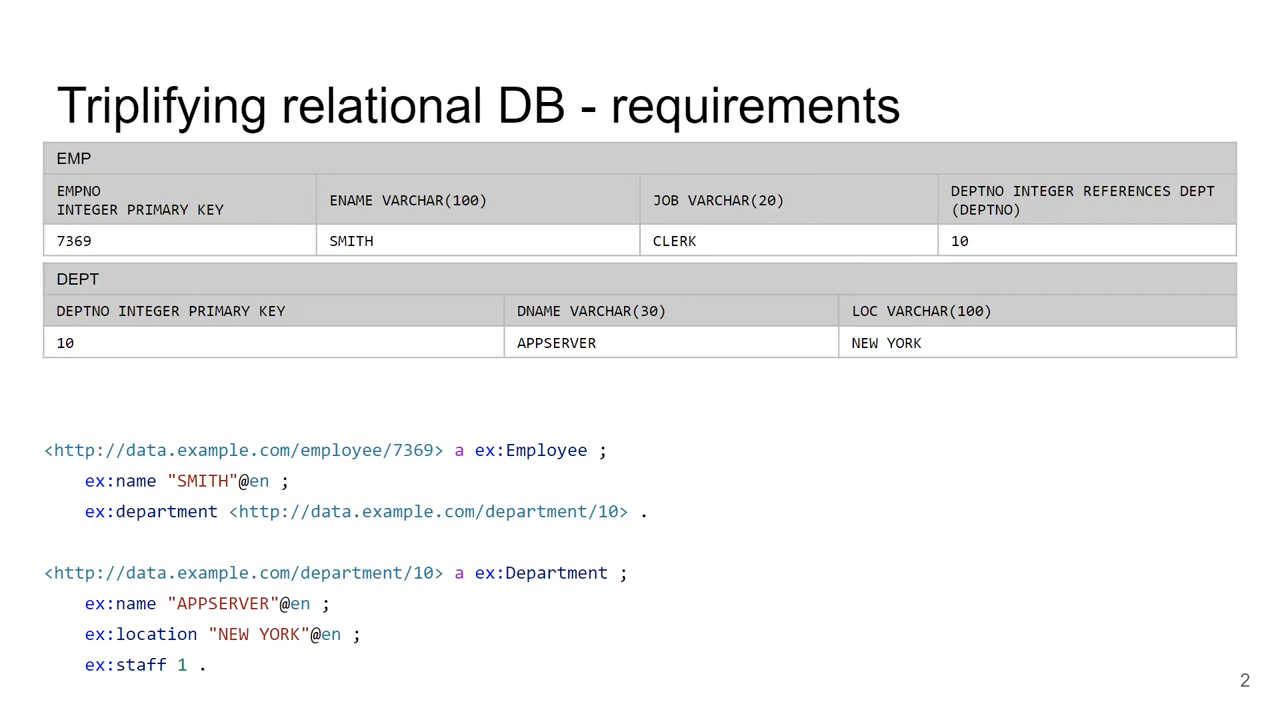 Triplifying relational DB - requirements
EMP
EMPNO
INTEGER PRIMARY KEY
ENAME VARCHAR(100)
JOB VARCHAR(20)
DEPTNO INTEGER REFERENCES DEPT
(DEPTNO)
7369
SMITH
CLERK
10
DEPT
DEPTNO INTEGER PRIMARY KEY
DNAME VARCHAR(30)
LOC VARCHAR(100)
10
APPSERVER
NEW YORK
<http://data.example.com/employee/7369> a ex:Employee ;
ex:name "SMITH"@en ;
ex:department <http://data.example.com/department/10> .
<http://data.example.com/department/10> a ex:Department ;
ex:name "APPSERVER"@en ;
ex:location "NEW YORK"@en ;
ex:staff 1 .
2